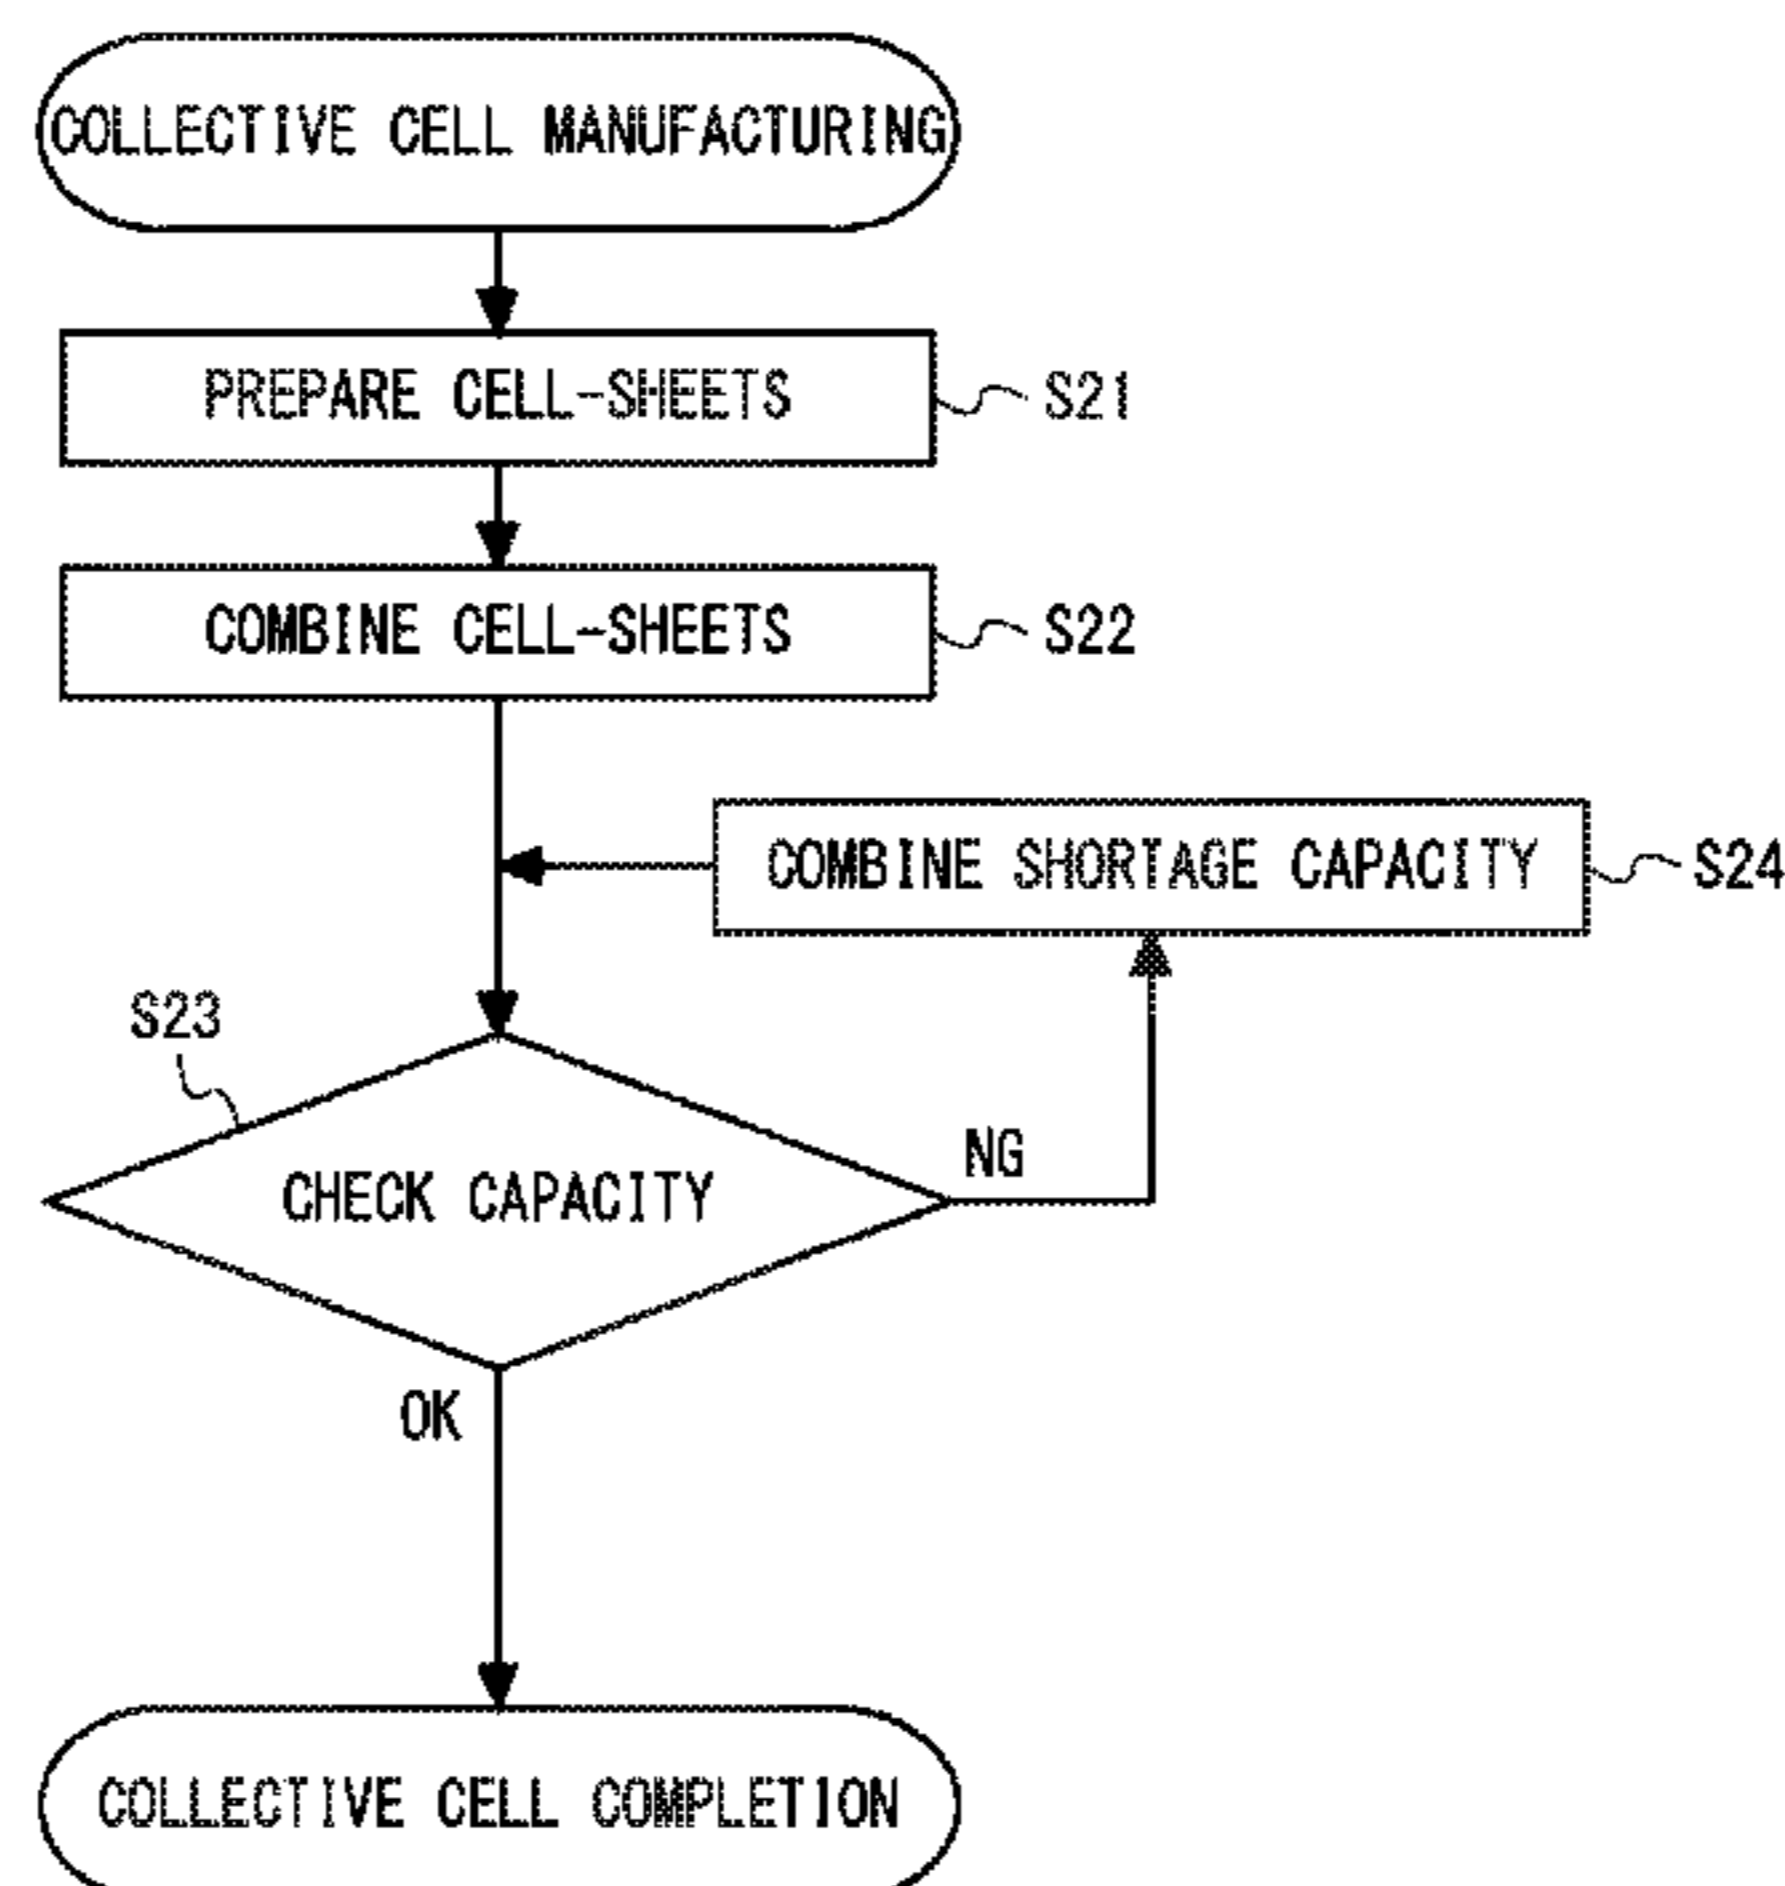 COLLECTIVE CELL MANUFACTURING
PREPARE CELL-SHEETS
S21
COMBINE CELL-SHEETS
S22
COMBINE SHORTAGE CAPACITY
S24
S23
CHECK CAPACITY
NG
OK
COLLECTIVE CELL COMPLETION